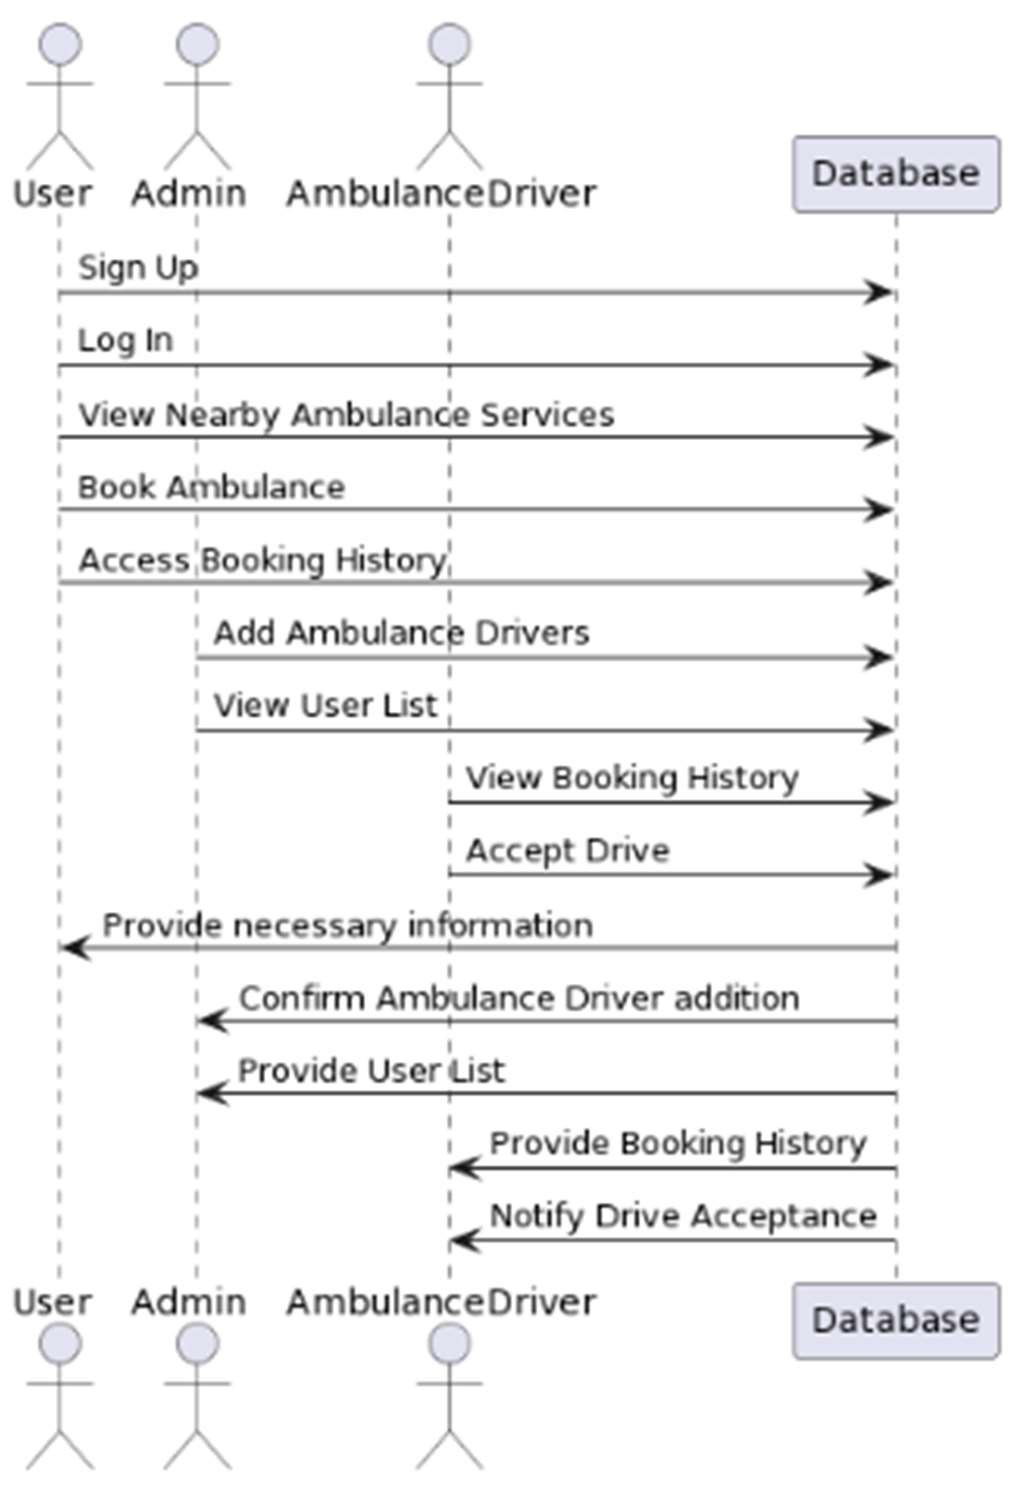 User Admin AmbulanceDriver
Database
Sign Up
Log In
View Nearby Ambulance Services
Book Ambulance
Access Booking History
Add Ambulance Drivers
View User List
View Booking History
Accept Drive
Provide necessary information
Confirm Ambulance Driver addition
Provide User List
Provide Booking History
Notify Drive Acceptance
User Admin AmbulanceDriver
Database